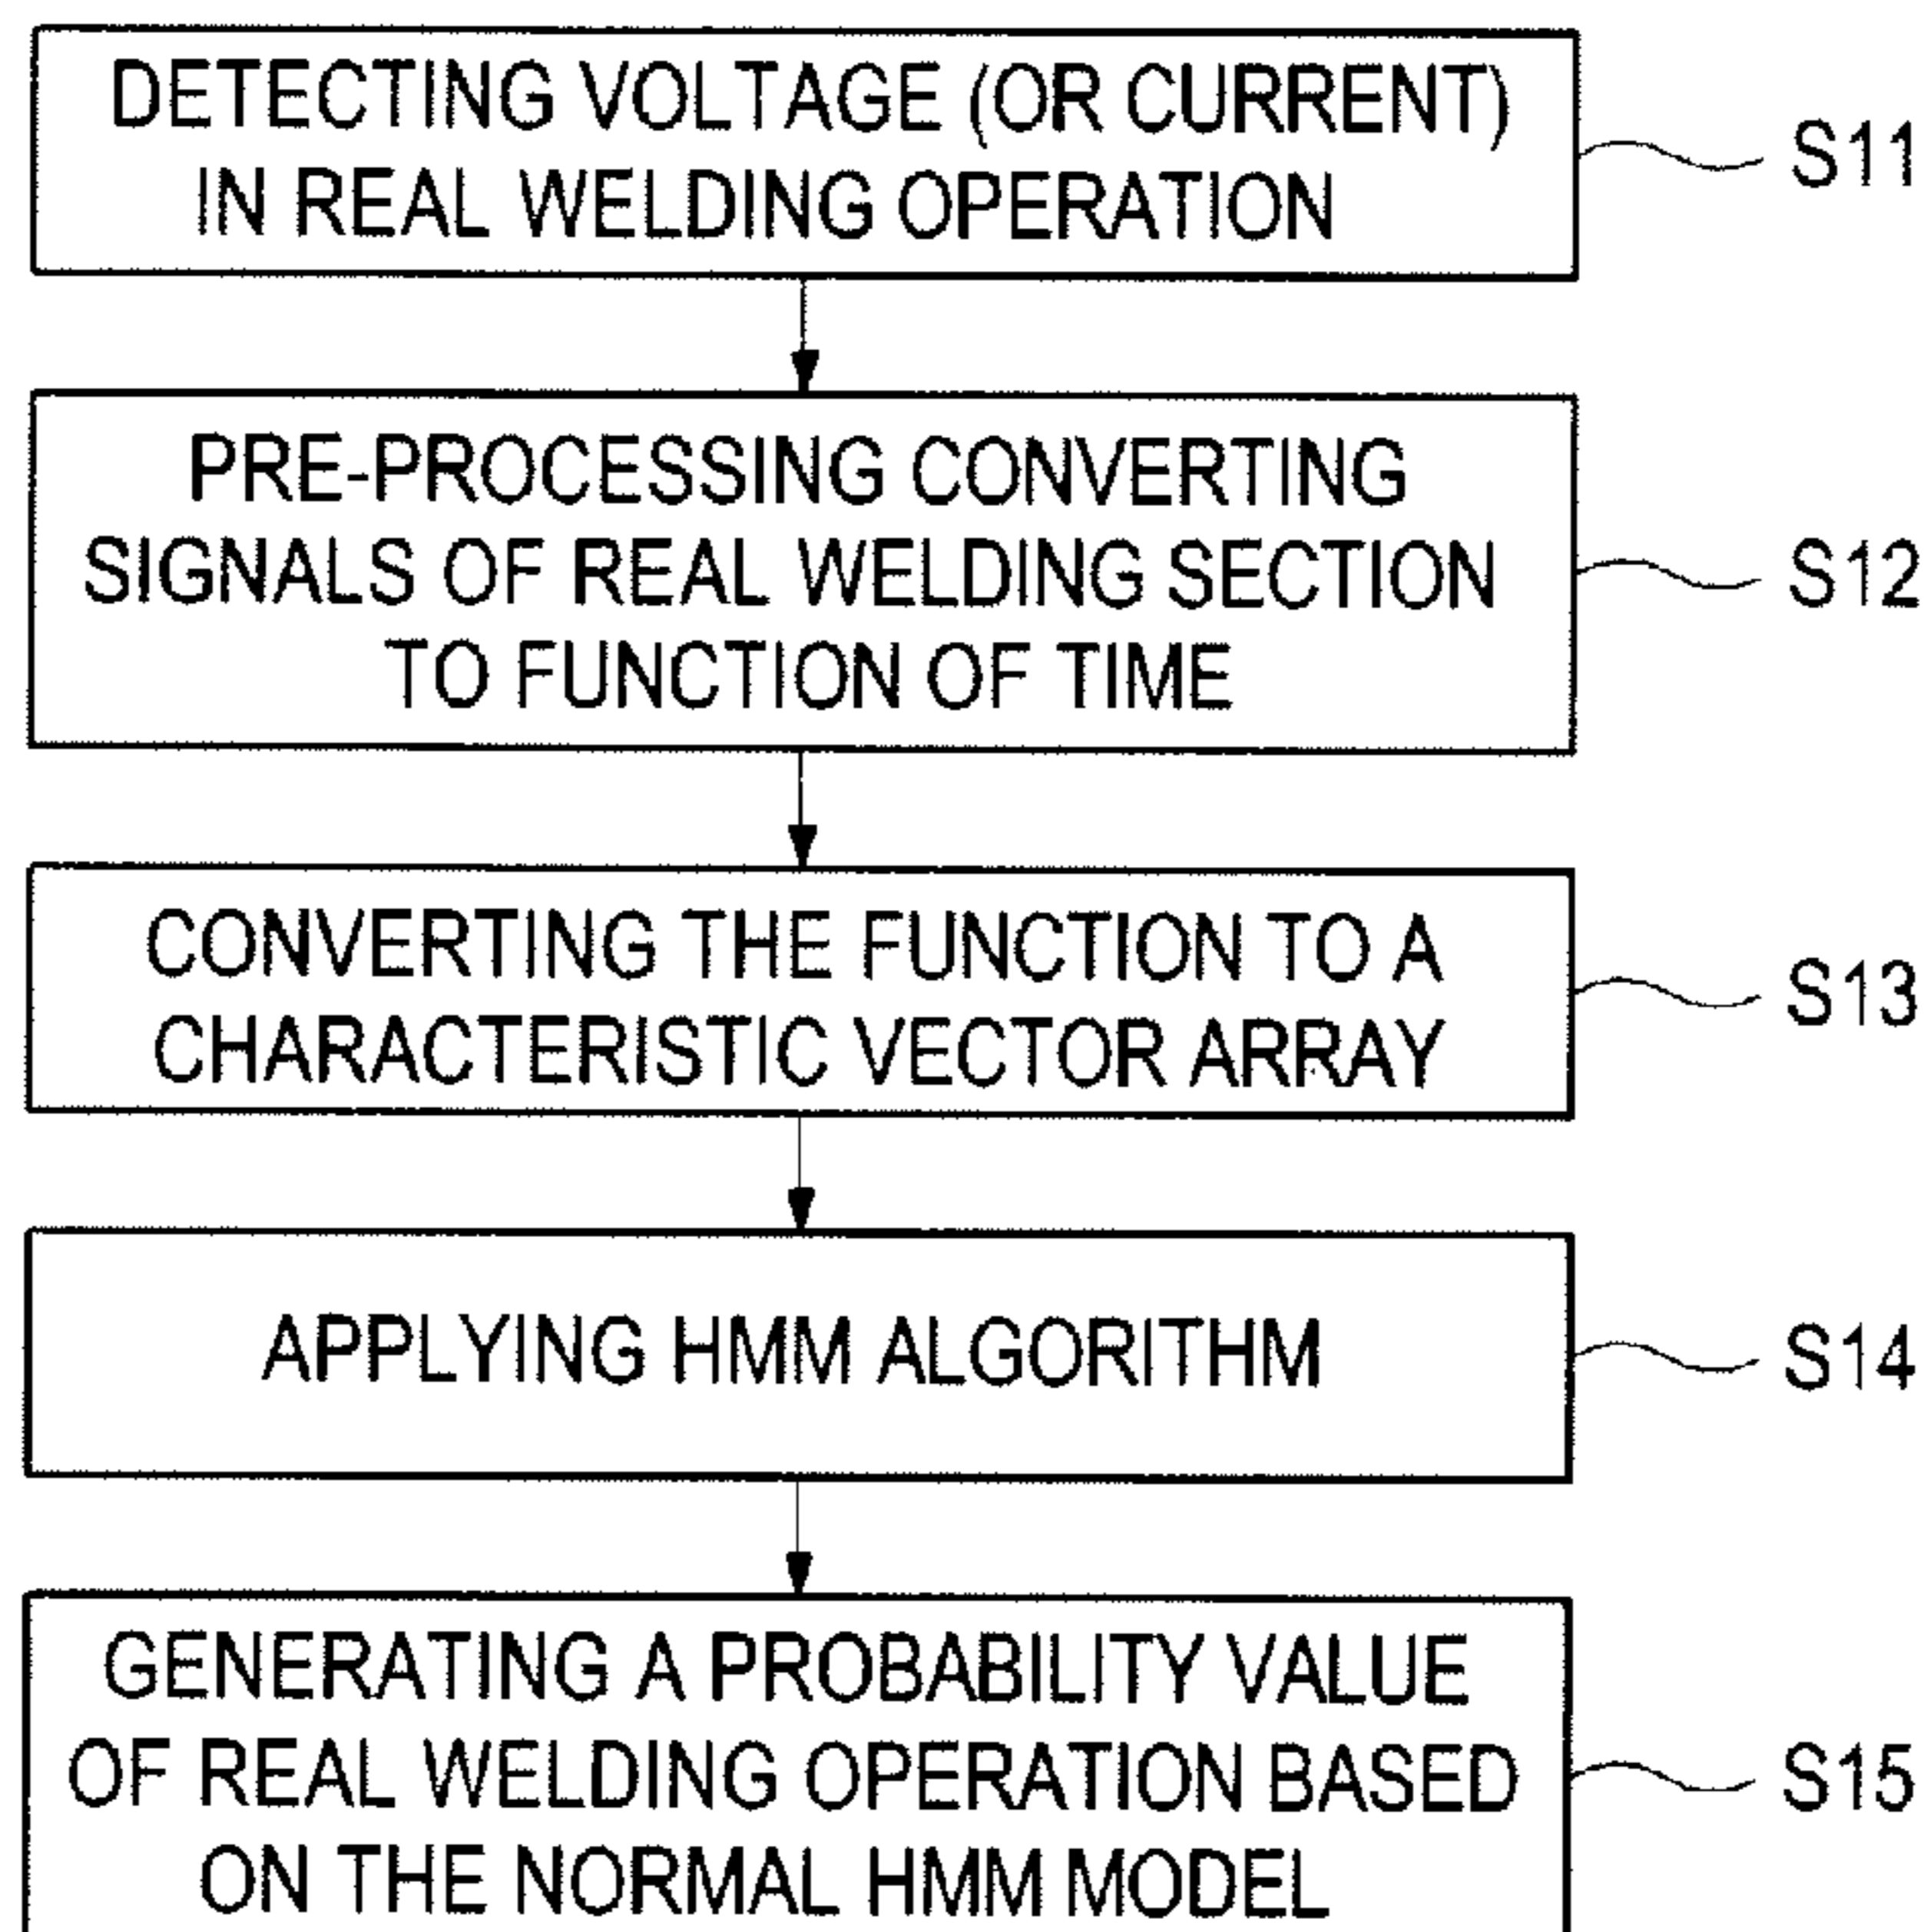 DETECTING VOLTAGE (OR CURRENT)
IN REAL WELDING OPERATION
S11
PRE-PROCESSING CONVERTING
SIGNALS OF REAL WELDING SECTION
TO FUNCTION OF TIME
S12
CONVERTING THE FUNCTION TO A
CHARACTERISTIC VECTOR ARRAY
S13
APPLYING HMM ALGORITHM
S14
GENERATING A PROBABILITY VALUE
OF REAL WELDING OPERATION BASED
ON THE NORMAL HMM MODEL
S15